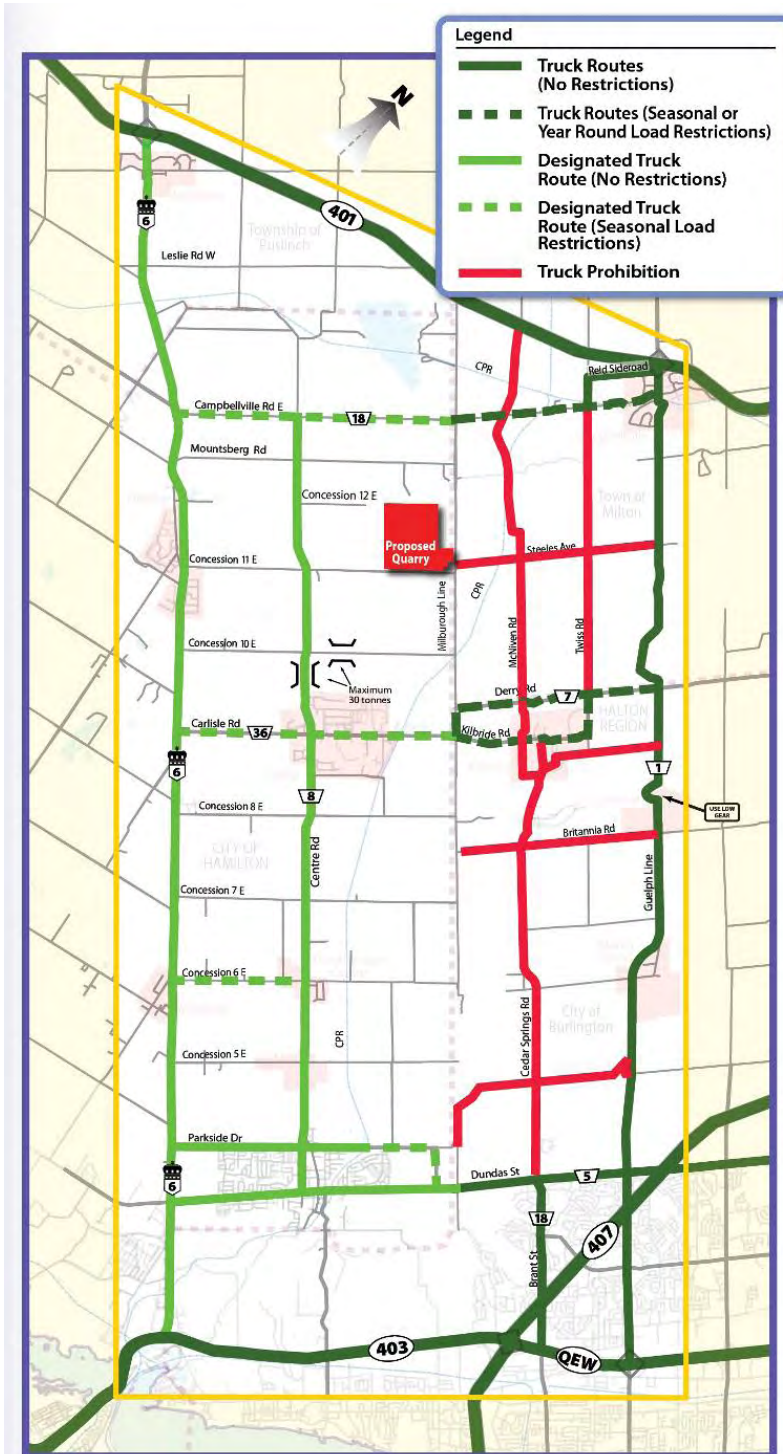 Legend
Truck Routes
(No Restrictions)
Truck Routes (Seasonal or
Year Round Load Restrictions)
Designated Truck
Route (No Restrictions)
Designated Truck
Route (Seasonal Load
Restrictions)
Truck Prohibition
N
401
6
Township of
Puslinch
Leslie Rd W
CPR
Reid Sideroad
Campbellville Rd E
18
Mountsberg Rd
Town of
Milton
Concession 12 E
Proposed
Quarry
Steeles Ave
Concession 11 E
Milburough Line
CPR
McNiven Rd
Twiss Rd
Concession 10 E
Maximum
30 tonnes
Derry Rd
7
HALTON
REGION
Carlisle Rd
36
Kilbride Rd
6
1
8
USE LOW
GEAR
Concession 8 E
Britannia Rd
CITY OF
HAMILTON
Centre Rd
Guelph Line
Concession 7 E
Concession 6 E
City of
Burlington
Cedar Springs Rd
CPR
Concession 5 E
Parkside Dr
6
Dundas St
5
18
407
Brant St
403
QEW